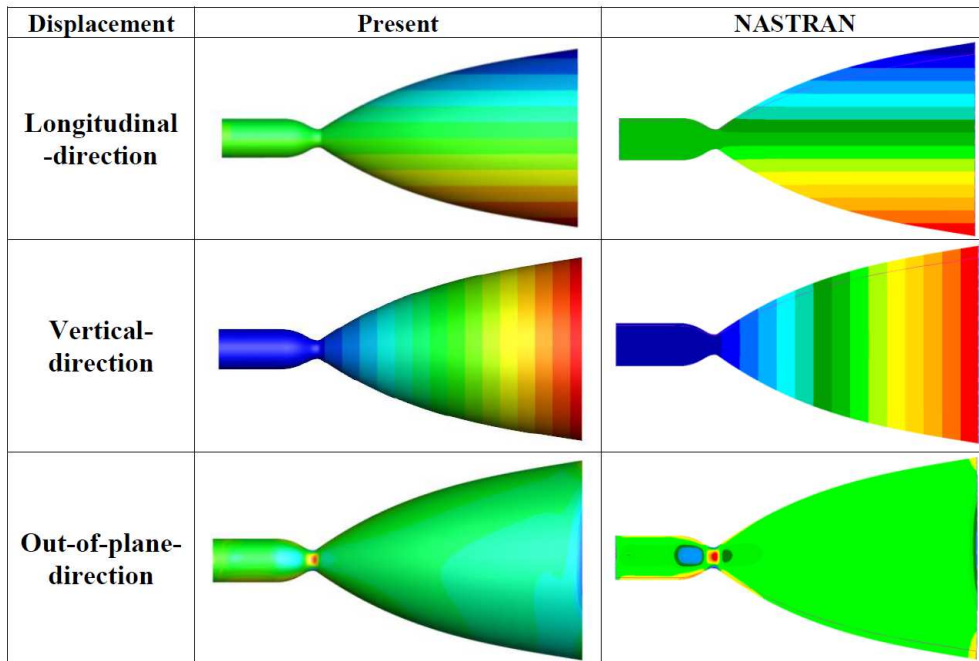 Displacement Present NASTRAN
Longitudinal
-direction
Vertical-
direction
Out-of-plane-
direction